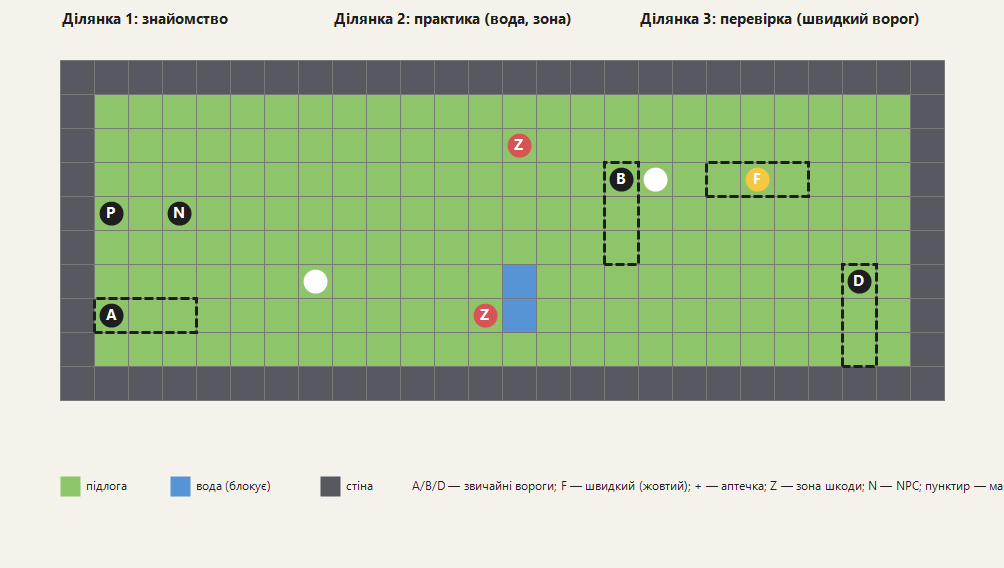 Ділянка 1: знайомство
Ділянка 2: практика (вода, зона)
Ділянка 3: перевірка (швидкий ворог)
Z
B
F
P
N
D
A
Z
підлога
вода (блокує)
стіна
A/B/D — звичайні вороги; F — швидкий (жовтий); + — аптечка; Z — зона шкоди; N — NPC; пунктир — ма